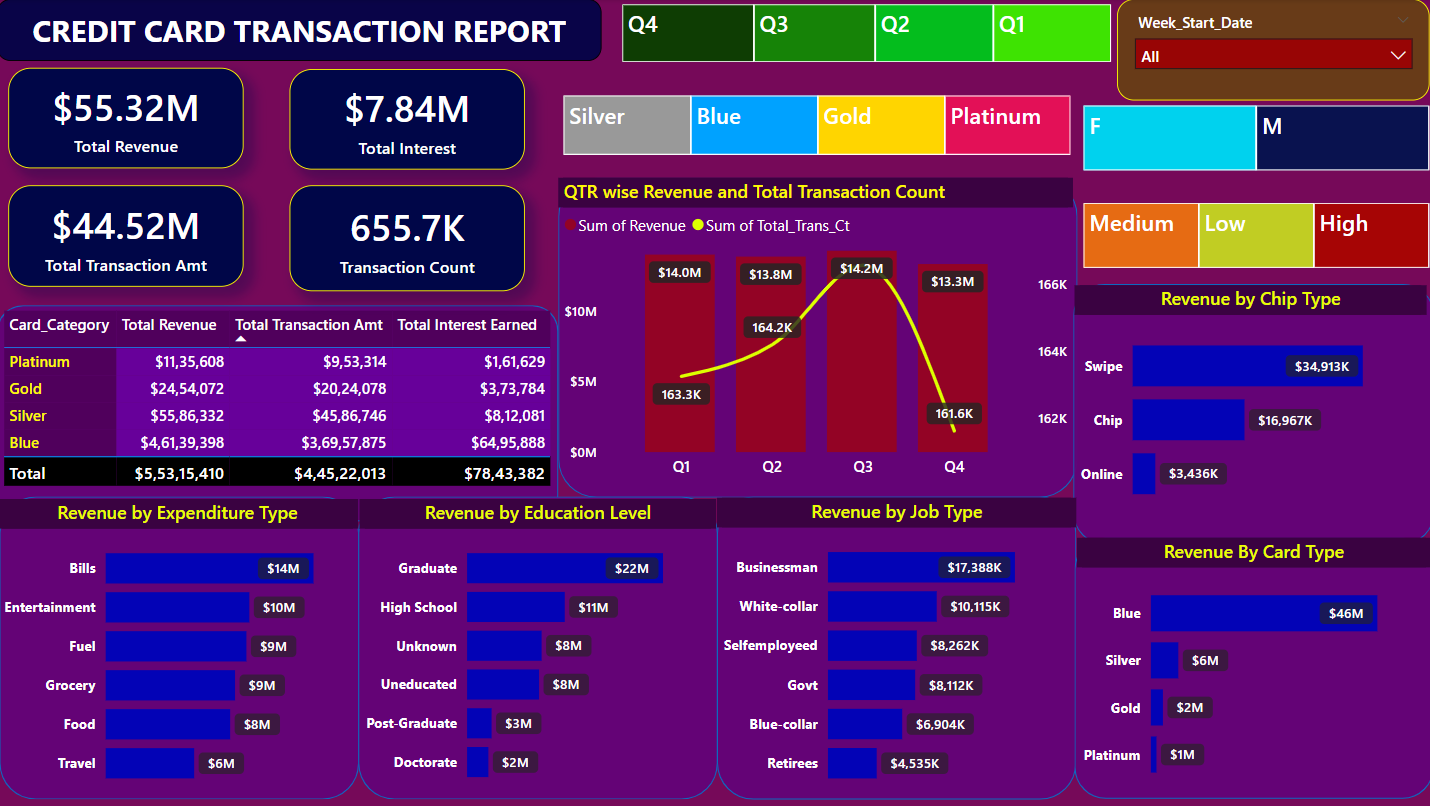 CREDIT CARD TRANSACTION REPORT
Q4 Q3 Q2 Q1
Week_Start_Date
All
$55.32M
Total Revenue
$7.84M
Total Interest
Silver Blue Gold Platinum
F M
$44.52M
Total Transaction Amt
655.7K
Transaction Count
Medium Low High
Card_Category Total Revenue Total Transaction Amt Total Interest Earned
Platinum $11,35,608 $9,53,314 $1,61,629
Gold $24,54,072 $20,24,078 $3,73,784
Silver $55,86,332 $45,86,746 $8,12,081
Blue $4,61,39,398 $3,69,57,875 $64,95,888
Total $5,53,15,410 $4,45,22,013 $78,43,382
QTR wise Revenue and Total Transaction Count
Sum of Revenue Sum of Total_Trans_Ct
$14.0M $13.8M $14.2M $13.3M
166K
$10M
164.2K
164K
$5M
163.3K
161.6K
162K
$0M
Q1 Q2 Q3 Q4
Revenue by Chip Type
Swipe $34,913K
Chip $16,967K
Online $3,436K
Revenue by Expenditure Type
Bills $14M
Entertainment $10M
Fuel $9M
Grocery $9M
Food $8M
Travel $6M
Revenue by Education Level
Graduate $22M
High School $11M
Unknown $8M
Uneducated $8M
Post-Graduate $3M
Doctorate $2M
Revenue by Job Type
Businessman $17,388K
White-collar $10,115K
Selfemployeed $8,262K
Govt $8,112K
Blue-collar $6,904K
Retirees $4,535K
Revenue By Card Type
Blue $46M
Silver $6M
Gold $2M
Platinum $1M